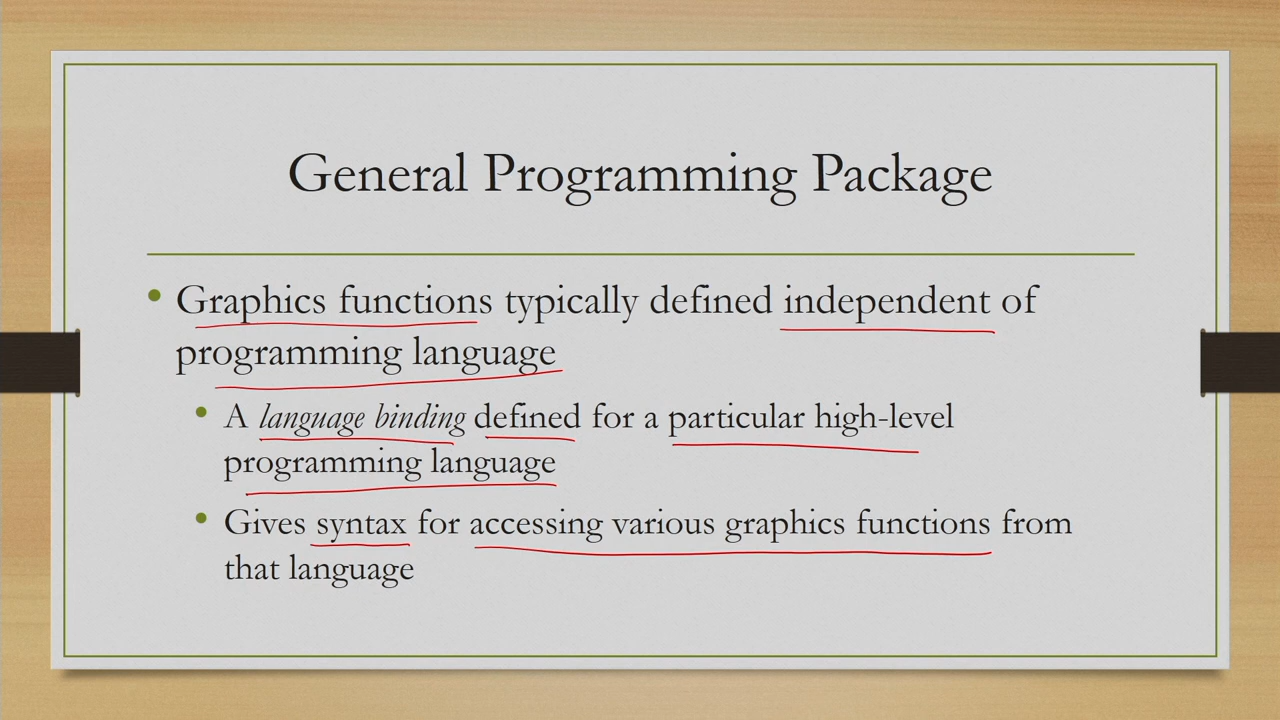 General Programming Package
Graphics functions typically defined independent of
programming language
A language binding defined for a particular high-level
programming language
Gives syntax for accessing various graphics functions from
that language